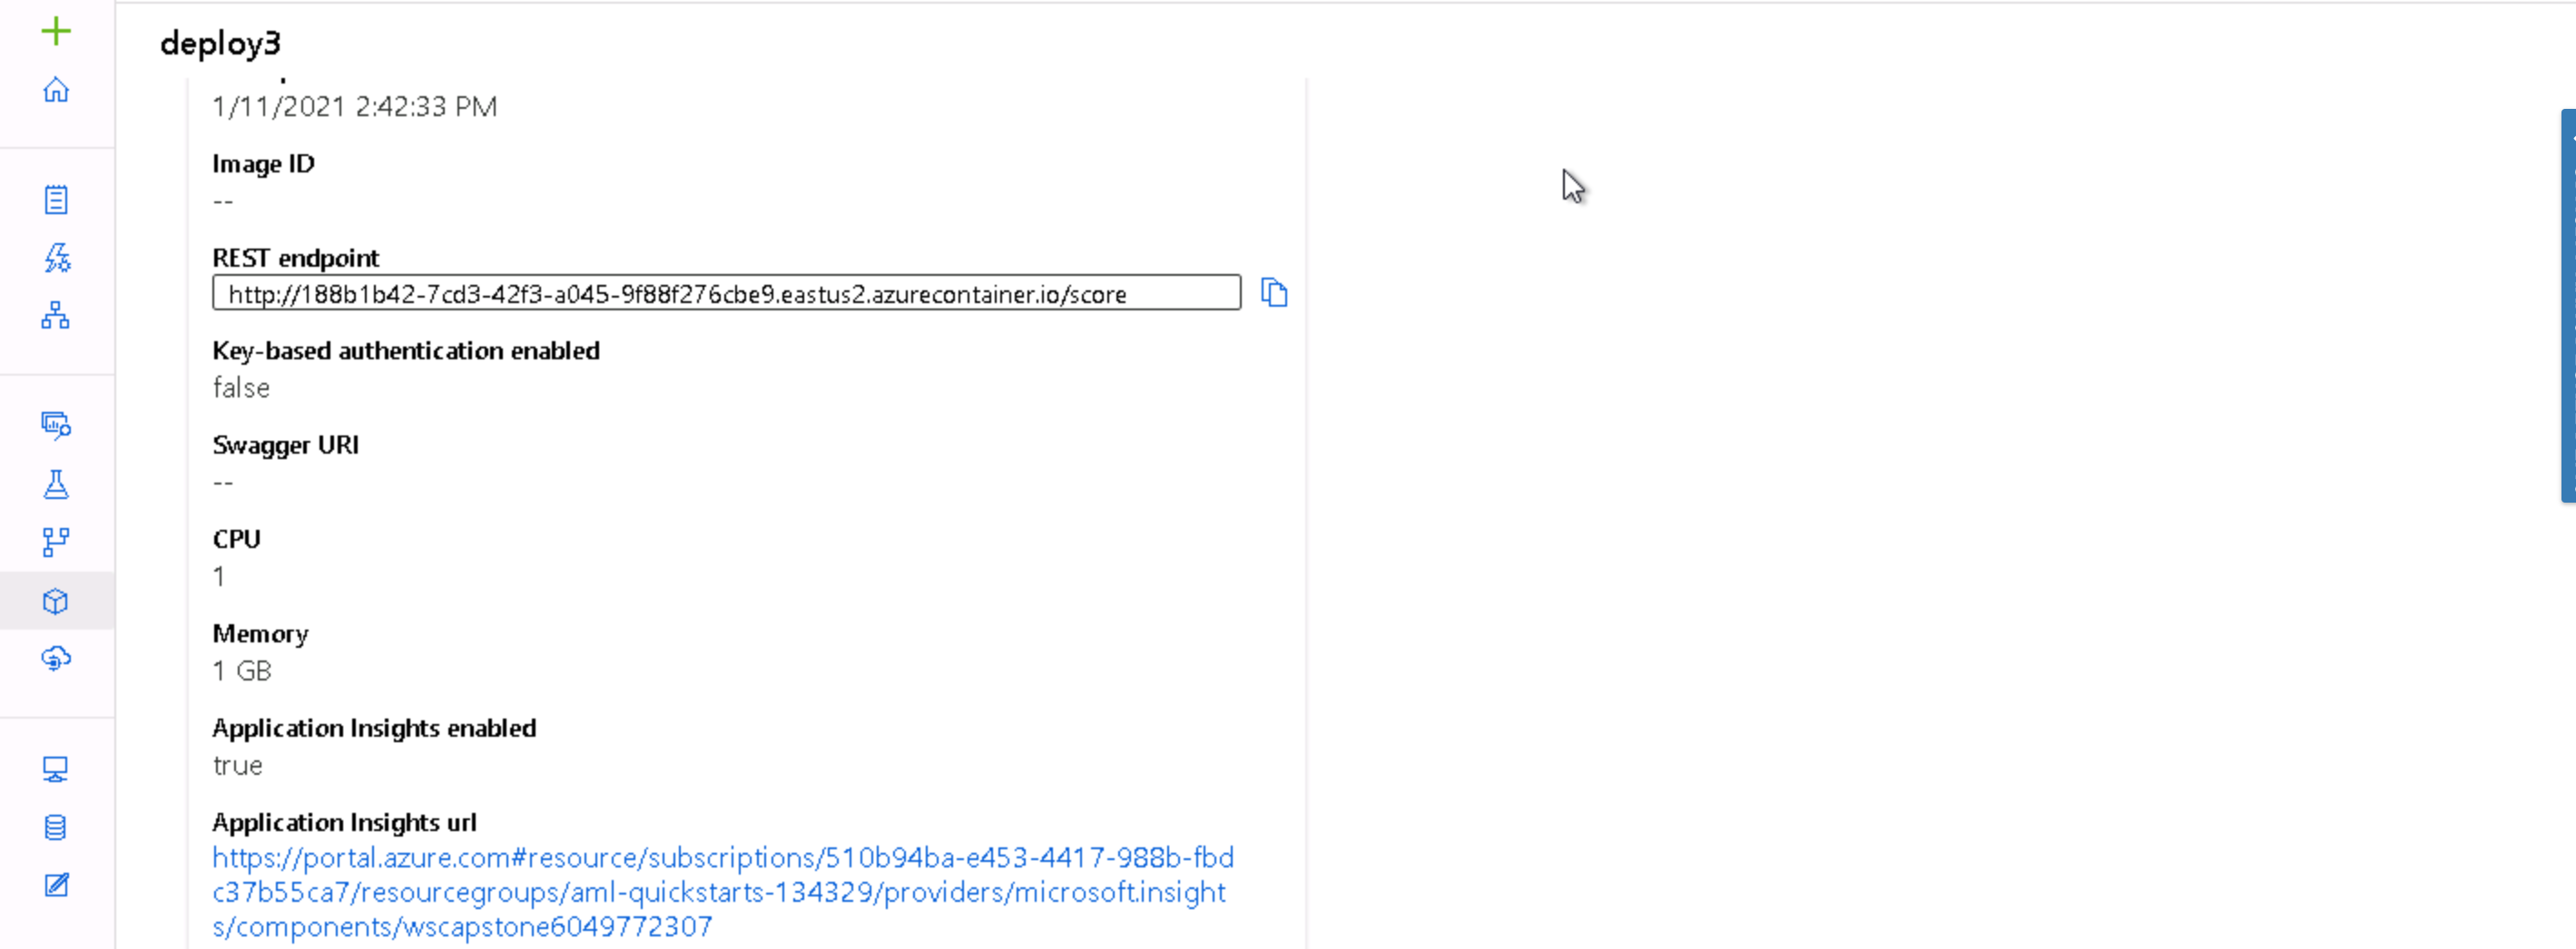 deploy3
1/11/2021 2:42:33 PM
Image ID
--
REST endpoint
http://188b1b42-7cd3-42f3-a045-9f88f276cbe9.eastus2.azurecontainer.io/score
Key-based authentication enabled
false
Swagger URI
--
CPU
1
Memory
1 GB
Application Insights enabled
true
Application Insights url
https://portal.azure.com#resource/subscriptions/510b94ba-e453-4417-988b-fbd
c37b55ca7/resourcegroups/aml-quickstarts-134329/providers/microsoft.insight
s/components/wscapstone6049772307